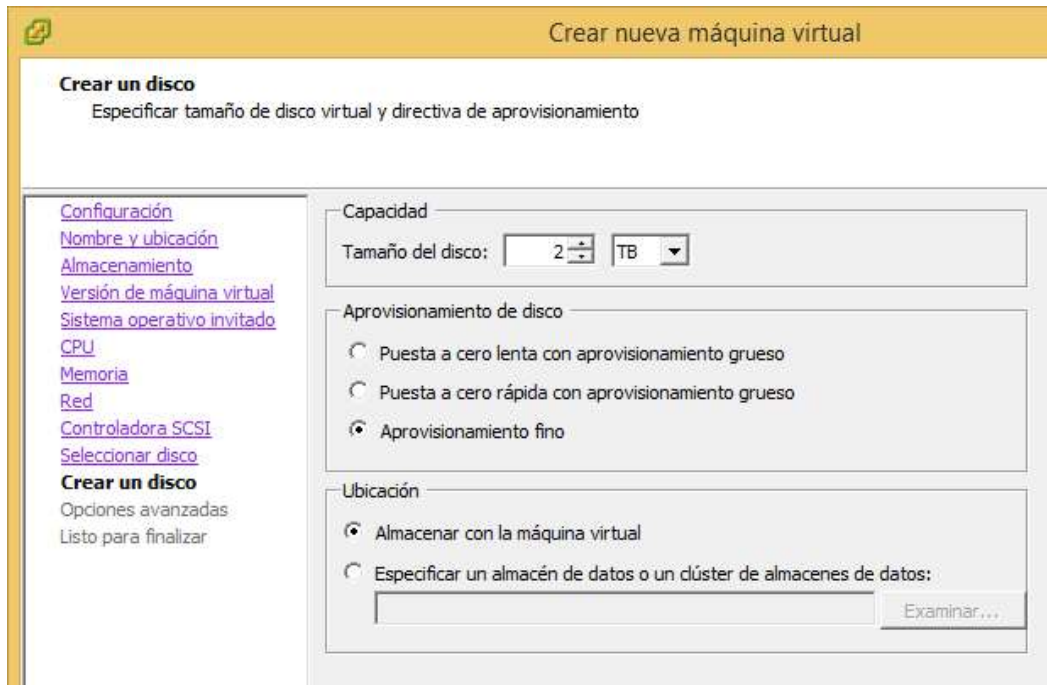 Crear nueva máquina virtual
Crear un disco
Especificar tamaño de disco virtual y directiva de aprovisionamiento
Configuración
Nombre y ubicación
Almacenamiento
Versión de máquina virtual
Sistema operativo invitado
CPU
Memoria
Red
Controladora SCSI
Seleccionar disco
Crear un disco
Opciones avanzadas
Listo para finalizar
Capacidad
Tamaño del disco: 2 TB
Aprovisionamiento de disco
Puesta a cero lenta con aprovisionamiento grueso
Puesta a cero rápida con aprovisionamiento grueso
Aprovisionamiento fino
Ubicación
Almacenar con la máquina virtual
Especificar un almacén de datos o un clúster de almacenes de datos:
Examinar...